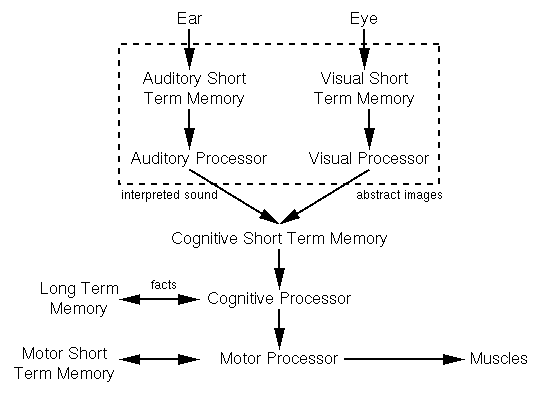 Ear
Eye
Auditory Short
Term Memory
Visual Short
Term Memory
Auditory Processor
Visual Processor
interpreted sound
abstract images
Cognitive Short Term Memory
Long Term
Memory
facts
Cognitive Processor
Motor Short
Term Memory
Motor Processor
Muscles